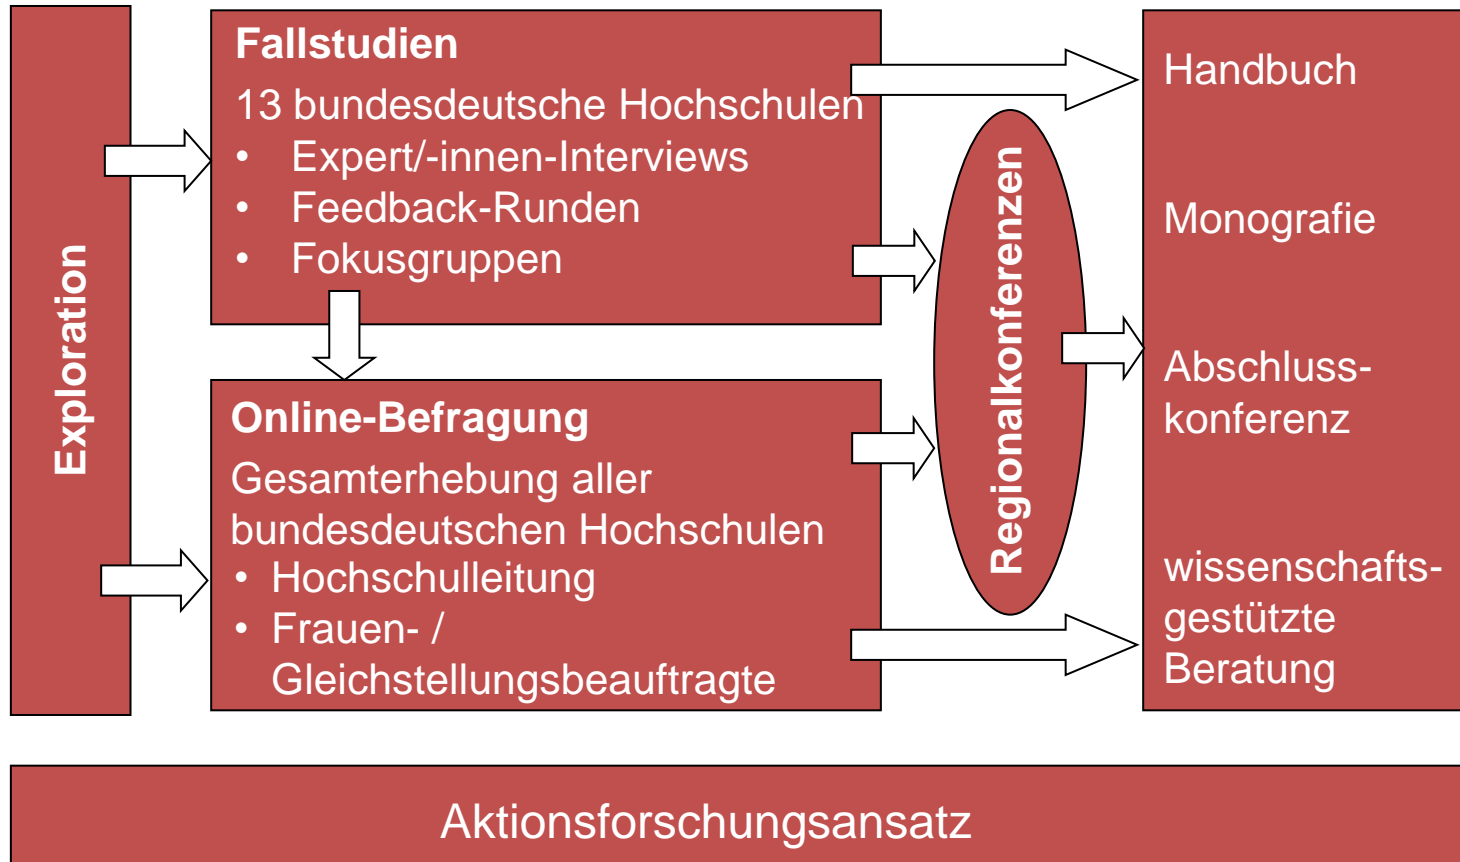 Exploration
Fallstudien
13 bundesdeutsche Hochschulen
• Expert/-innen-Interviews
• Feedback-Runden
• Fokusgruppen
Online-Befragung
Gesamterhebung aller
bundesdeutschen Hochschulen
• Hochschulleitung
• Frauen- /
Gleichstellungsbeauftragte
Regionalkonferenzen
Handbuch
Monografie
Abschluss-
konferenz
wissenschafts-
gestützte
Beratung
Aktionsforschungsansatz